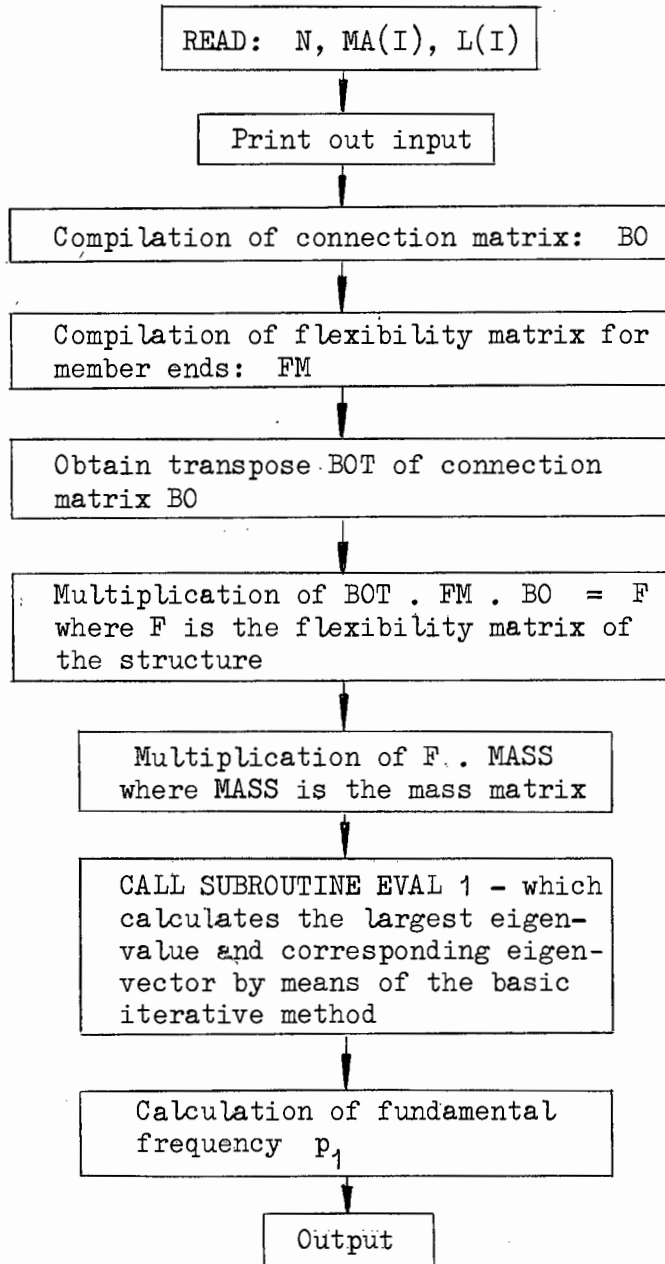 READ: N, MA(I), L(I)
Print out input
Compilation of connection matrix: BO
Compilation of flexibility matrix for
member ends: FM
Obtain transpose BOT of connection
matrix BO
Multiplication of BOT . FM . BO = F
where F is the flexibility matrix of
the structure
Multiplication of F . MASS
where MASS is the mass matrix
CALL SUBROUTINE EVAL 1 - which
calculates the largest eigen-
value and corresponding eigen-
vector by means of the basic
iterative method
Calculation of fundamental
frequency p₁
Output